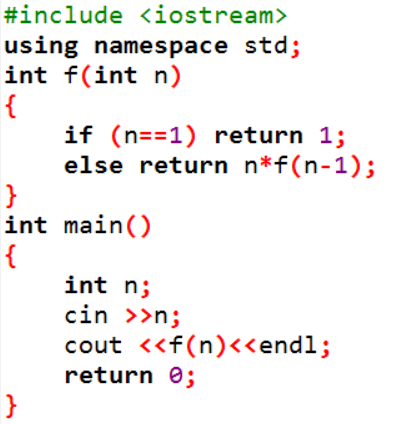 #include <iostream>
using namespace std;
int f(int n)
{
    if (n==1) return 1;
    else return n*f(n-1);
}
int main()
{
    int n;
    cin >>n;
    cout <<f(n)<<endl;
    return 0;
}